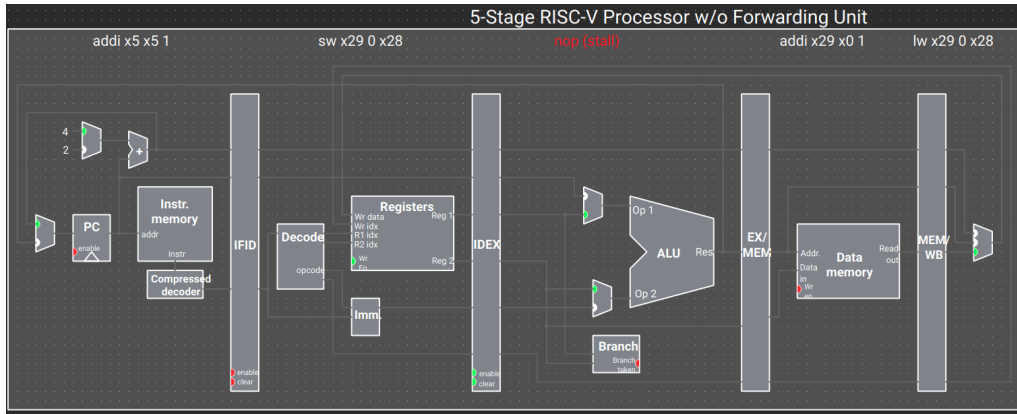 5-Stage RISC-V Processor w/o Forwarding Unit
addi x5 x5 1
sw x29 0 x28
nop (stall)
addi x29 x0 1
lw x29 0 x28
4
2
+
PC
enable
Instr.
memory
addr
instr
Compressed
decoder
IFID
enable
clear
Decode
opcode
Registers
Wr data
Wr idx
R1 idx
R2 idx
Wr
En
Reg 1
Reg 2
Imm.
IDEX
enable
clear
Op 1
ALU
Res
Op 2
Branch
Branch
taken
EX/
MEM
Addr.
Data
in
Wr
en
Data
memory
Read
out
MEM/
WB